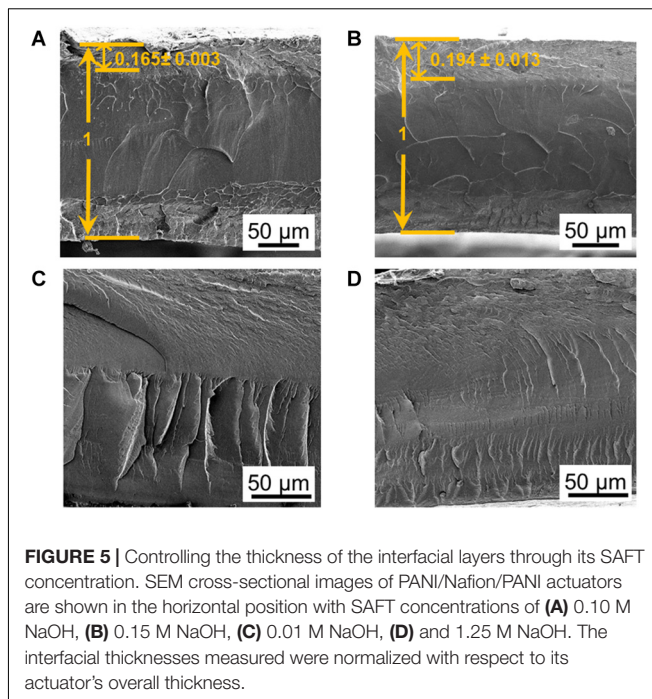 A
0.165± 0.003
1
50 µm
B
0.194 ± 0.013
1
50 µm
C
50 µm
D
50 µm
FIGURE 5 | Controlling the thickness of the interfacial layers through its SAFT
concentration. SEM cross-sectional images of PANI/Nafion/PANI actuators
are shown in the horizontal position with SAFT concentrations of (A) 0.10 M
NaOH, (B) 0.15 M NaOH, (C) 0.01 M NaOH, (D) and 1.25 M NaOH. The
interfacial thicknesses measured were normalized with respect to its
actuator's overall thickness.